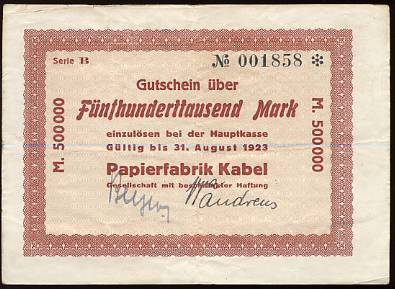 Serie B
№ 001858 ✻
Gutschein über
Fünfhunderttausend Mark
einzulösen bei der Hauptkasse
Gültig bis 31. August 1923
Papierfabrik Kabel
Gesellschaft mit beschränkter Haftung
M. 500000
M. 500000